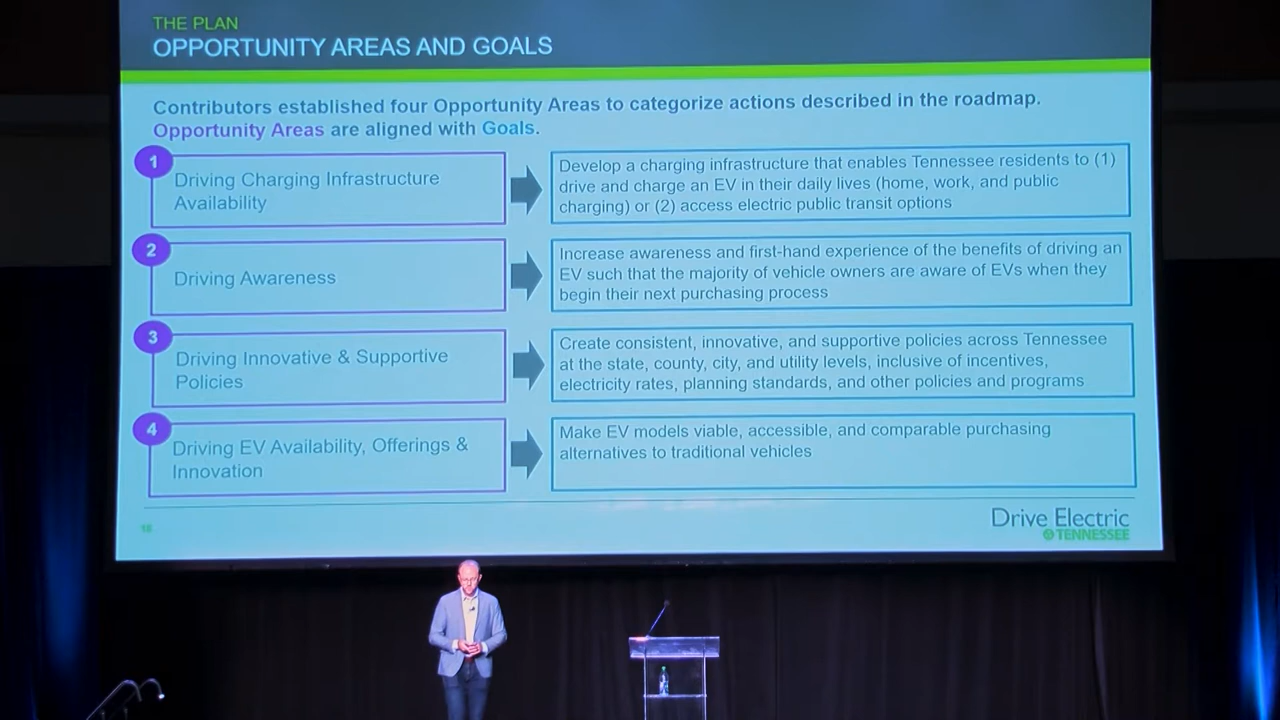 THE PLAN
OPPORTUNITY AREAS AND GOALS
Contributors established four Opportunity Areas to categorize actions described in the roadmap.
Opportunity Areas are aligned with Goals.
1
Driving Charging Infrastructure
Availability
Develop a charging infrastructure that enables Tennessee residents to (1)
drive and charge an EV in their daily lives (home, work, and public
charging) or (2) access electric public transit options
2
Driving Awareness
Increase awareness and first-hand experience of the benefits of driving an
EV such that the majority of vehicle owners are aware of EVs when they
begin their next purchasing process
3
Driving Innovative & Supportive
Policies
Create consistent, innovative, and supportive policies across Tennessee
at the state, county, city, and utility levels, inclusive of incentives,
electricity rates, planning standards, and other policies and programs
4
Driving EV Availability, Offerings &
Innovation
Make EV models viable, accessible, and comparable purchasing
alternatives to traditional vehicles
Drive Electric
TENNESSEE